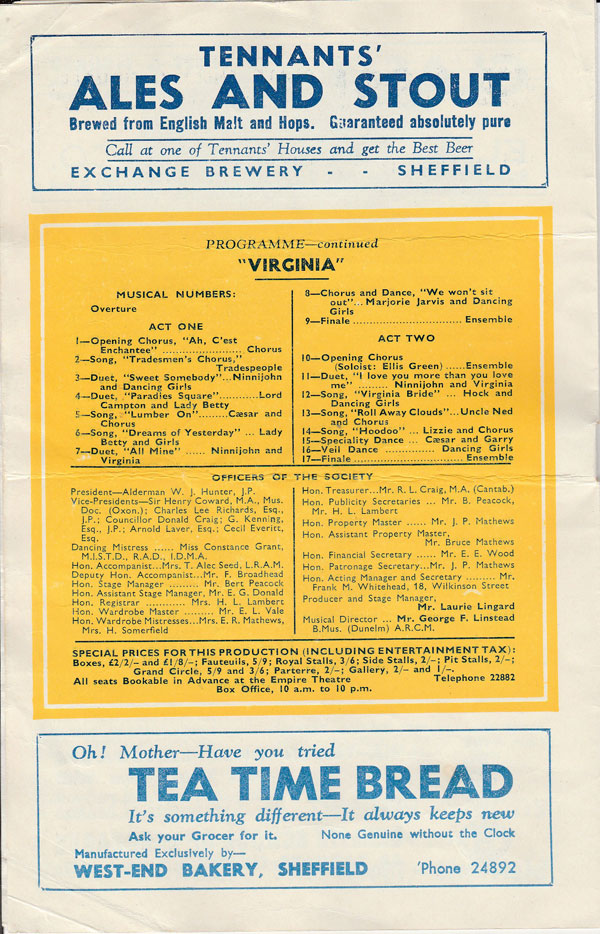 TENNANTS'
ALES AND STOUT
Brewed from English Malt and Hops. Guaranteed absolutely pure
Call at one of Tennants' Houses and get the Best Beer
EXCHANGE BREWERY - - SHEFFIELD
PROGRAMME—continued
"VIRGINIA"
MUSICAL NUMBERS:
Overture
ACT ONE
1—Opening Chorus, "Ah, C'est
Enchantee" ........................ Chorus
2—Song, "Tradesmen's Chorus,"
Tradespeople
3—Duet, "Sweet Somebody"...Ninnijohn
and Dancing Girls
4—Duet, "Paradies Square"............Lord
Campton and Lady Betty
5—Song, "Lumber On".........Cæsar and
Chorus
6—Song, "Dreams of Yesterday" ... Lady
Betty and Girls
7—Duet, "All Mine" ...... Ninnijohn and
Virginia
8—Chorus and Dance, "We won't sit
out"... Marjorie Jarvis and Dancing
Girls
9—Finale ................................ Ensemble
ACT TWO
10—Opening Chorus
(Soloist: Ellis Green) ......Ensemble
11—Duet, "I love you more than you love
me" ......... Ninnijohn and Virginia
12—Song, "Virginia Bride" ... Hock and
Dancing Girls
13—Song, "Roll Away Clouds"...Uncle Ned
and Chorus
14—Song, "Hoodoo" ... Lizzie and Chorus
15—Speciality Dance ... Cæsar and Garry
16—Veil Dance ............... Dancing Girls
17—Finale ................................ Ensemble
OFFICERS OF THE SOCIETY
President—Alderman W. J. Hunter, J.P.
Vice-Presidents—Sir Henry Coward, M.A., Mus.
Doc. (Oxon.); Charles Lee Richards, Esq.,
J.P.; Councillor Donald Craig; G. Kenning,
Esq., J.P.; Arnold Laver, Esq.; Cecil Everitt,
Esq.
Dancing Mistress ...... Miss Constance Grant,
M.I.S.T.D., R.A.D., I.D.M.A.
Hon. Accompanist...Mrs. T. Alec Seed, L.R.A.M.
Deputy Hon. Accompanist...Mr. F. Broadhead
Hon. Stage Manager ......... Mr. Bert Peacock
Hon. Assistant Stage Manager, Mr. E. G. Donald
Hon. Registrar ............ Mrs. H. L. Lambert
Hon. Wardrobe Master ......... Mr. E. L. Vale
Hon. Wardrobe Mistresses...Mrs. E. R. Mathews,
Mrs. H. Somerfield
Hon. Treasurer...Mr. R. L. Craig, M.A. (Cantab.)
Hon. Publicity Secretaries ... Mr. B. Peacock,
Mr. H. L. Lambert
Hon. Property Master ...... Mr. J. P. Mathews
Hon. Assistant Property Master,
Mr. Bruce Mathews
Hon. Financial Secretary ...... Mr. E. E. Wood
Hon. Patronage Secretary...Mr. J. P. Mathews
Hon. Acting Manager and Secretary ......... Mr.
Frank M. Whitehead, 18, Wilkinson Street
Producer and Stage Manager,
Mr. Laurie Lingard
Musical Director ... Mr. George F. Linstead
B.Mus. (Dunelm) A.R.C.M.
SPECIAL PRICES FOR THIS PRODUCTION (INCLUDING ENTERTAINMENT TAX):
Boxes, £2/2/– and £1/8/–; Fauteuils, 5/9; Royal Stalls, 3/6; Side Stalls, 2/–; Pit Stalls, 2/–;
Grand Circle, 5/9 and 3/6; Parterre, 2/–; Gallery, 2/– and 1/–.
All seats Bookable in Advance at the Empire Theatre Telephone 22882
Box Office, 10 a.m. to 10 p.m.
Oh! Mother—Have you tried
TEA TIME BREAD
It's something different—It always keeps new
Ask your Grocer for it. None Genuine without the Clock
Manufactured Exclusively by—
WEST-END BAKERY, SHEFFIELD 'Phone 24892